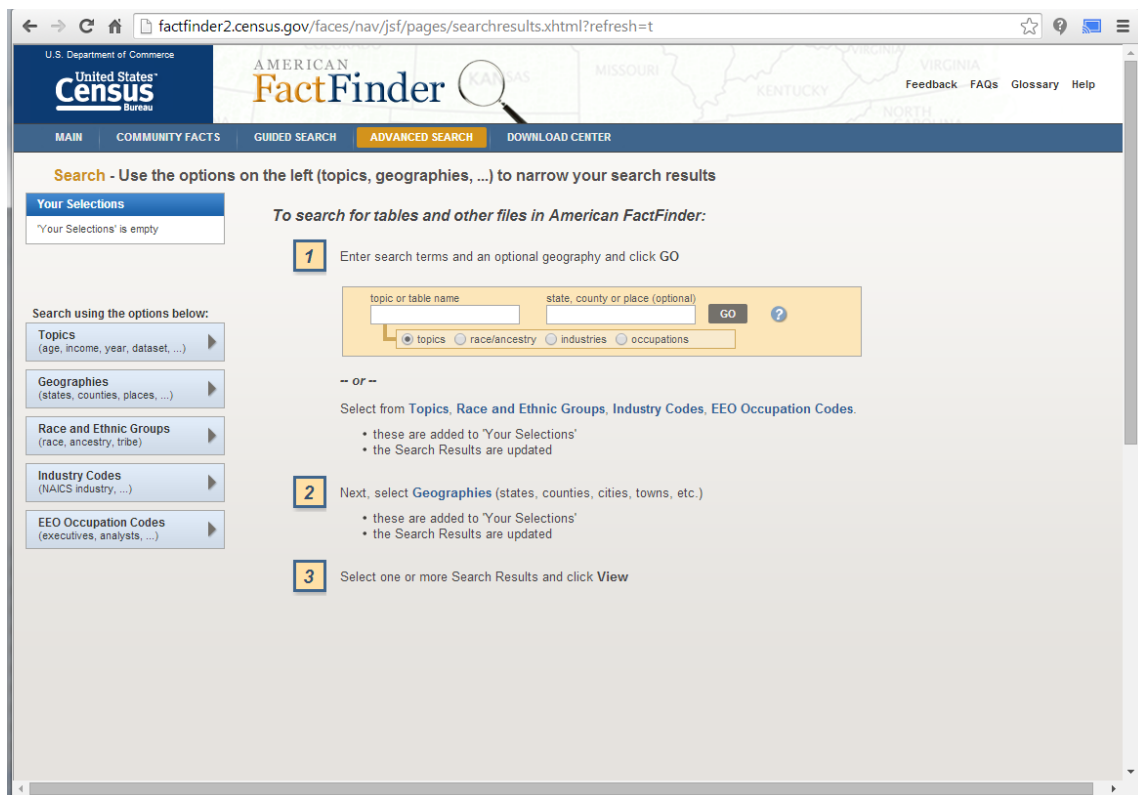 factfinder2.census.gov/faces/nav/jsf/pages/searchresults.xhtml?refresh=t
U.S. Department of Commerce
United States™
Census
Bureau
AMERICAN
FactFinder
COLORADO
KANSAS
MISSOURI
KENTUCKY
VIRGINIA
NORTH
CAROLINA
Feedback FAQs Glossary Help
MAIN COMMUNITY FACTS GUIDED SEARCH ADVANCED SEARCH DOWNLOAD CENTER
Search - Use the options on the left (topics, geographies, ...) to narrow your search results
Your Selections
'Your Selections' is empty
Search using the options below:
Topics
(age, income, year, dataset, ...)
Geographies
(states, counties, places, ...)
Race and Ethnic Groups
(race, ancestry, tribe)
Industry Codes
(NAICS industry, ...)
EEO Occupation Codes
(executives, analysts, ...)
To search for tables and other files in American FactFinder:
1 Enter search terms and an optional geography and click GO
topic or table name state, county or place (optional)
GO ?
topics race/ancestry industries occupations
-- or --
Select from Topics, Race and Ethnic Groups, Industry Codes, EEO Occupation Codes.
• these are added to 'Your Selections'
• the Search Results are updated
2 Next, select Geographies (states, counties, cities, towns, etc.)
• these are added to 'Your Selections'
• the Search Results are updated
3 Select one or more Search Results and click View